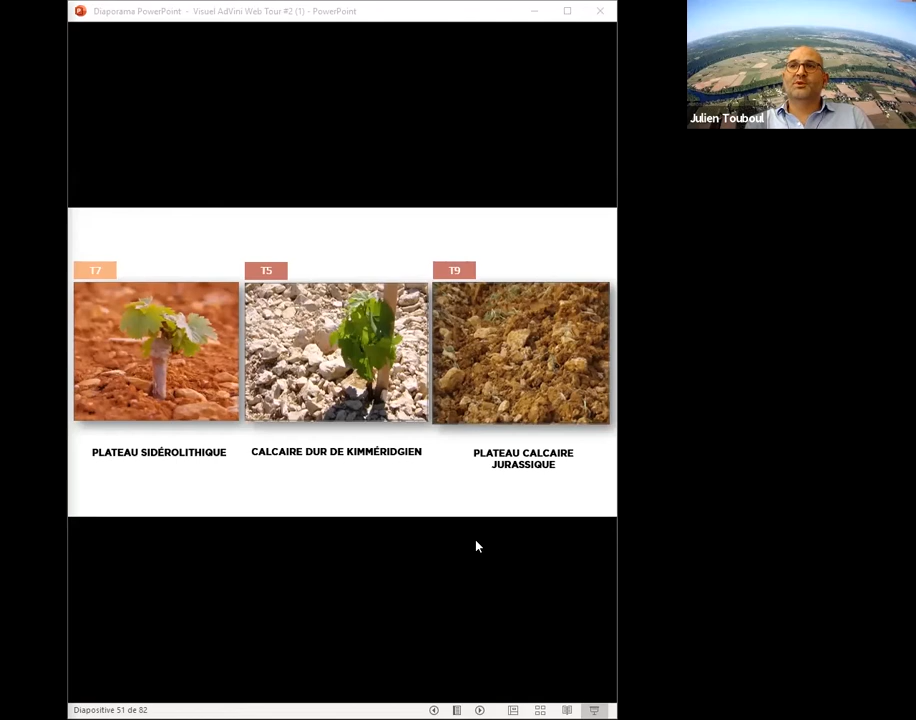 Diaporama PowerPoint - Visuel AdVini Web Tour #2 (1) - PowerPoint
Julien Touboul
T7
T5
T9
PLATEAU SIDÉROLITHIQUE
CALCAIRE DUR DE KIMMÉRIDGIEN
PLATEAU CALCAIRE
JURASSIQUE
Diapositive 51 de 82